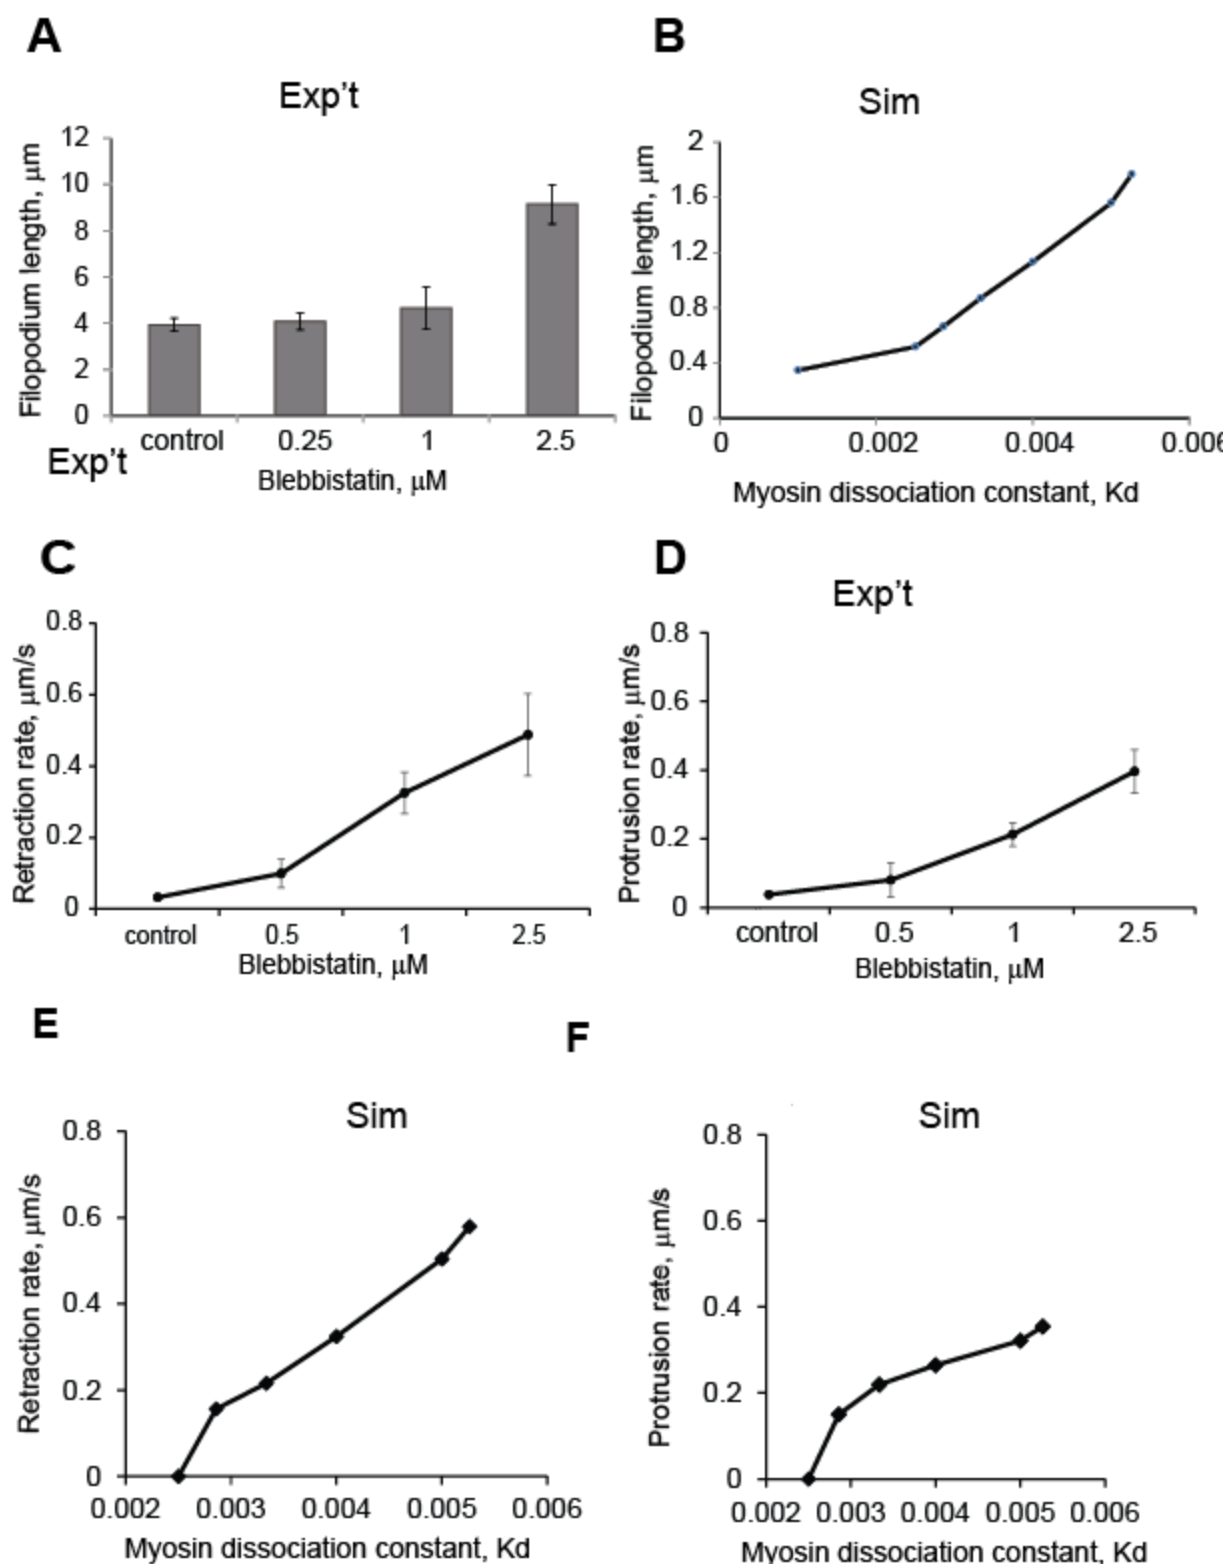 A
B
Exp't
Sim
Filopodium length, μm
12
10
8
6
4
2
0
control 0.25 1 2.5
Blebbistatin, μM
Filopodium length, μm
2
1.6
1.2
0.8
0.4
0
0 0.002 0.004 0.006
Myosin dissociation constant, Kd
Exp't
C
D
Exp't
Retraction rate, μm/s
0.8
0.6
0.4
0.2
0
control 0.5 1 2.5
Blebbistatin, μM
Protrusion rate, μm/s
0.8
0.6
0.4
0.2
0
control 0.5 1 2.5
Blebbistatin, μM
E
F
Sim
Sim
Retraction rate, μm/s
0.8
0.6
0.4
0.2
0
0.002 0.003 0.004 0.005 0.006
Myosin dissociation constant, Kd
Protrusion rate, μm/s
0.8
0.6
0.4
0.2
0
0.002 0.003 0.004 0.005 0.006
Myosin dissociation constant, Kd